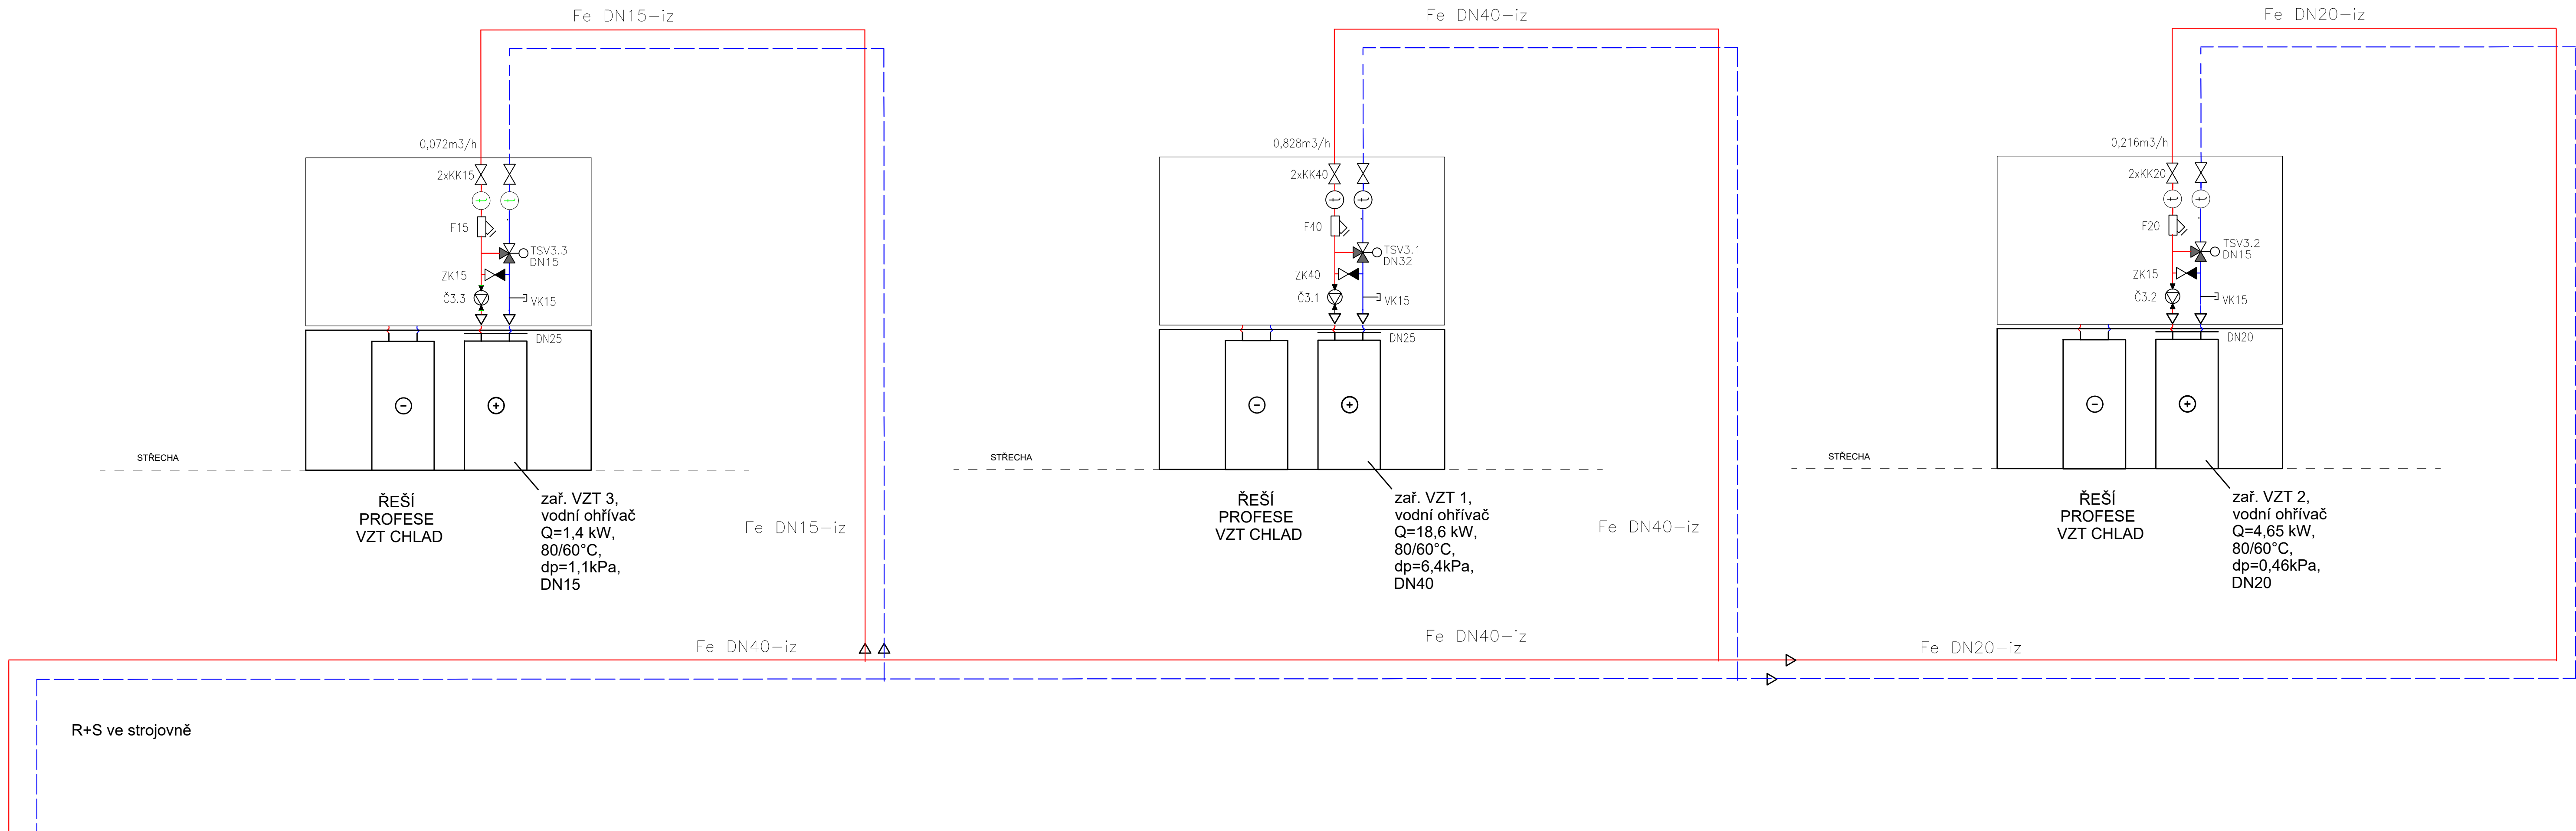 Fe DN15-iz
0,072m3/h
2xKK15
t
t
F15
TSV3.3
DN15
ZK15
Č3.3
VK15
DN25
STŘECHA
ŘEŠÍ
PROFESE
VZT CHLAD
zař. VZT 3,
vodní ohřívač
Q=1,4 kW,
80/60°C,
dp=1,1kPa,
DN15
Fe DN15-iz
Fe DN40-iz
Fe DN40-iz
0,828m3/h
2xKK40
t
t
F40
TSV3.1
DN32
ZK40
Č3.1
VK15
DN25
STŘECHA
ŘEŠÍ
PROFESE
VZT CHLAD
zař. VZT 1,
vodní ohřívač
Q=18,6 kW,
80/60°C,
dp=6,4kPa,
DN40
Fe DN40-iz
Fe DN40-iz
Fe DN20-iz
0,216m3/h
2xKK20
t
t
F20
TSV3.2
DN15
ZK15
Č3.2
VK15
DN20
STŘECHA
ŘEŠÍ
PROFESE
VZT CHLAD
zař. VZT 2,
vodní ohřívač
Q=4,65 kW,
80/60°C,
dp=0,46kPa,
DN20
Fe DN20-iz
R+S ve strojovně